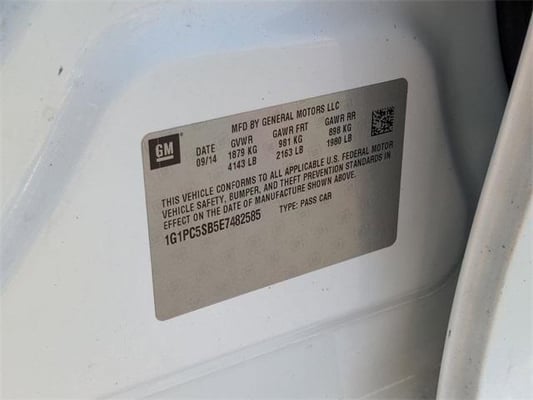 MFD BY GENERAL MOTORS LLC
GM
DATE GVWR GAWR FRT GAWR RR
09/14 1879 KG 981 KG 898 KG
4143 LB 2163 LB 1980 LB
THIS VEHICLE CONFORMS TO ALL APPLICABLE U.S. FEDERAL MOTOR
VEHICLE SAFETY, BUMPER, AND THEFT PREVENTION STANDARDS IN
EFFECT ON THE DATE OF MANUFACTURE SHOWN ABOVE.
1G1PC5SB5E7482585 TYPE: PASS CAR